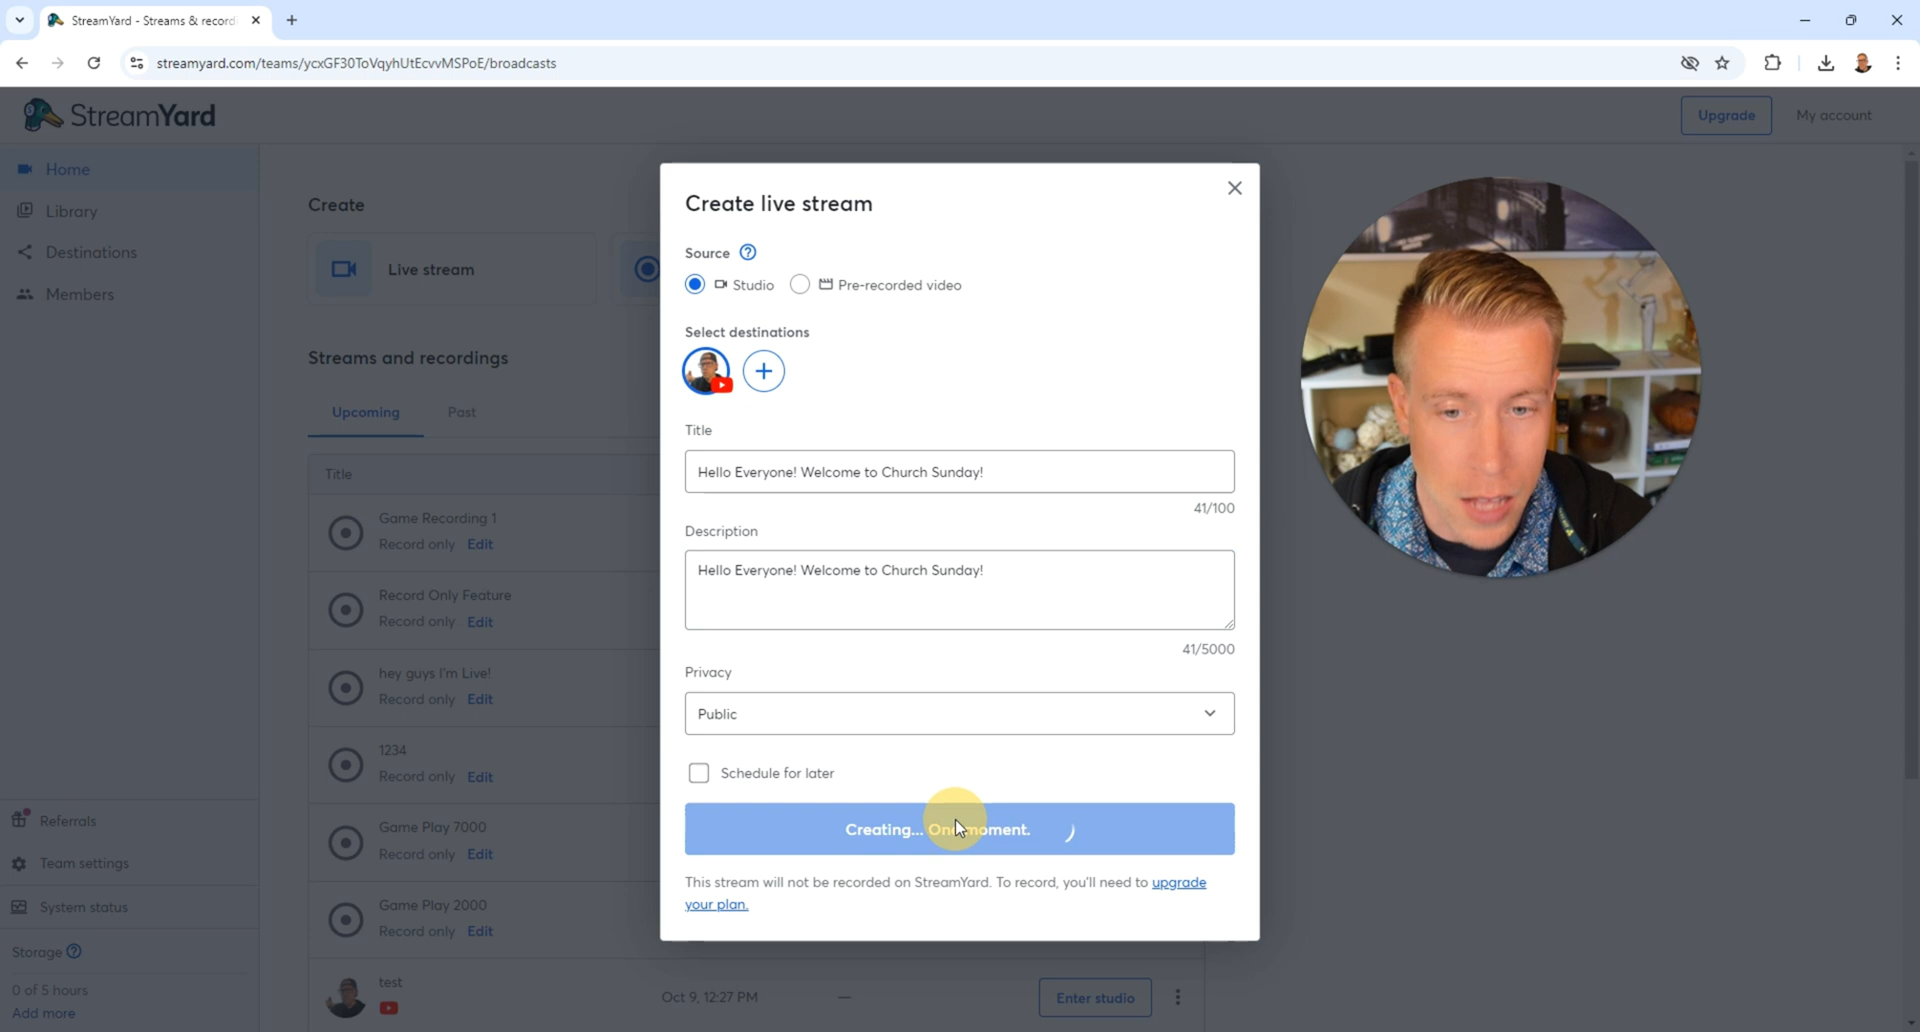 StreamYard - Streams & record
streamyard.com/teams/ycxGF30ToVqyhUtEcvvMSPoE/broadcasts
StreamYard
Upgrade
My account
Home
Library
Destinations
Members
Create
Live stream
Streams and recordings
Upcoming
Past
Title
Game Recording 1
Record only Edit
Record Only Feature
Record only Edit
hey guys I'm Live!
Record only Edit
1234
Record only Edit
Game Play 7000
Record only Edit
Game Play 2000
Record only Edit
test
Oct 9, 12:27 PM
—
Enter studio
Referrals
Team settings
System status
Storage ?
0 of 5 hours
Add more
Create live stream
Source ?
Studio
Pre-recorded video
Select destinations
Title
Hello Everyone! Welcome to Church Sunday!
41/100
Description
Hello Everyone! Welcome to Church Sunday!
41/5000
Privacy
Public
Schedule for later
Creating... One moment.
This stream will not be recorded on StreamYard. To record, you'll need to upgrade
your plan.